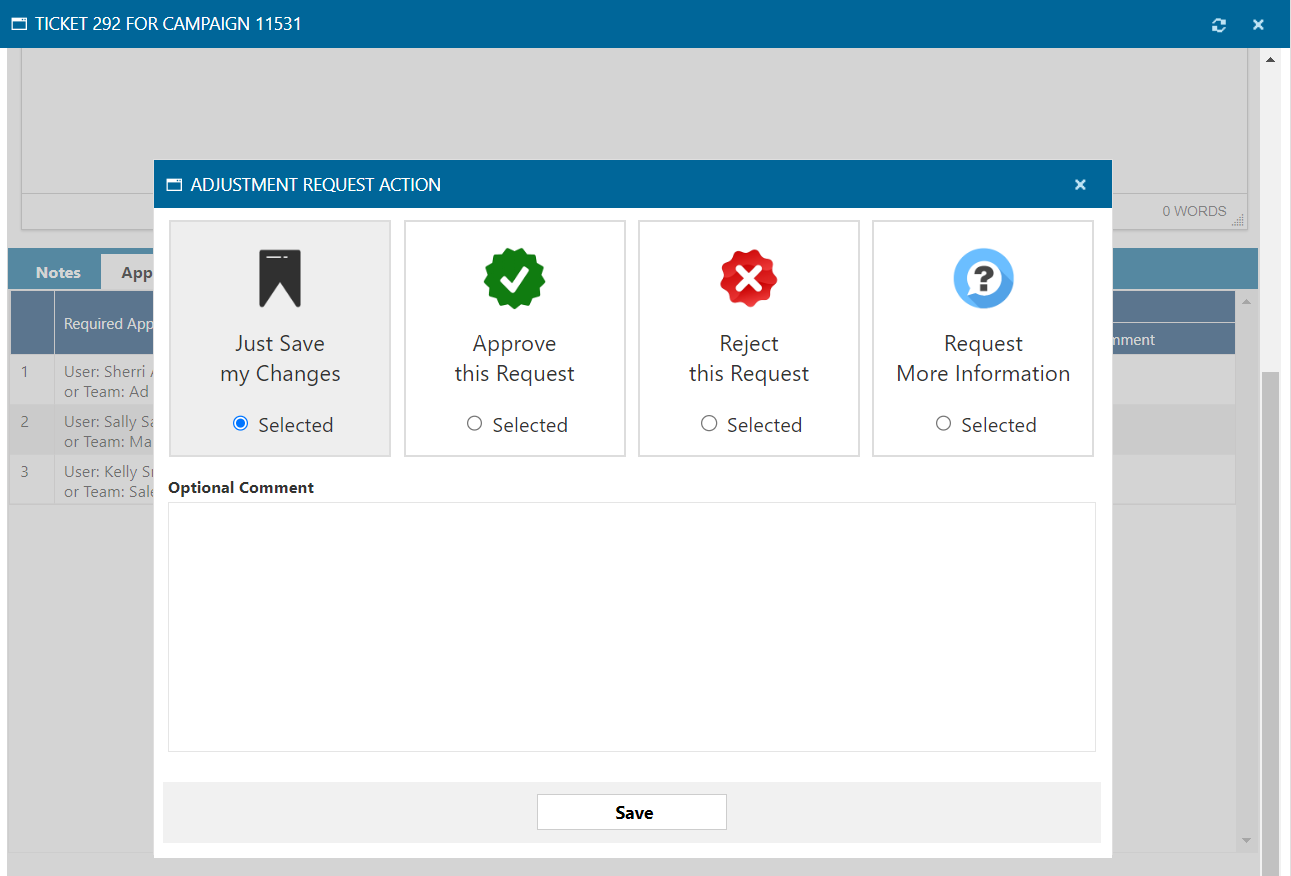 TICKET 292 FOR CAMPAIGN 11531
0 WORDS
Notes
App
Required App
mment
1
User: Sherri
or Team: Ad
2
User: Sally Sa
or Team: Ma
3
User: Kelly
or Team: Sale
ADJUSTMENT REQUEST ACTION
Just Save
my Changes
Selected
Approve
this Request
Selected
Reject
this Request
Selected
Request
More Information
Selected
Optional Comment
Save